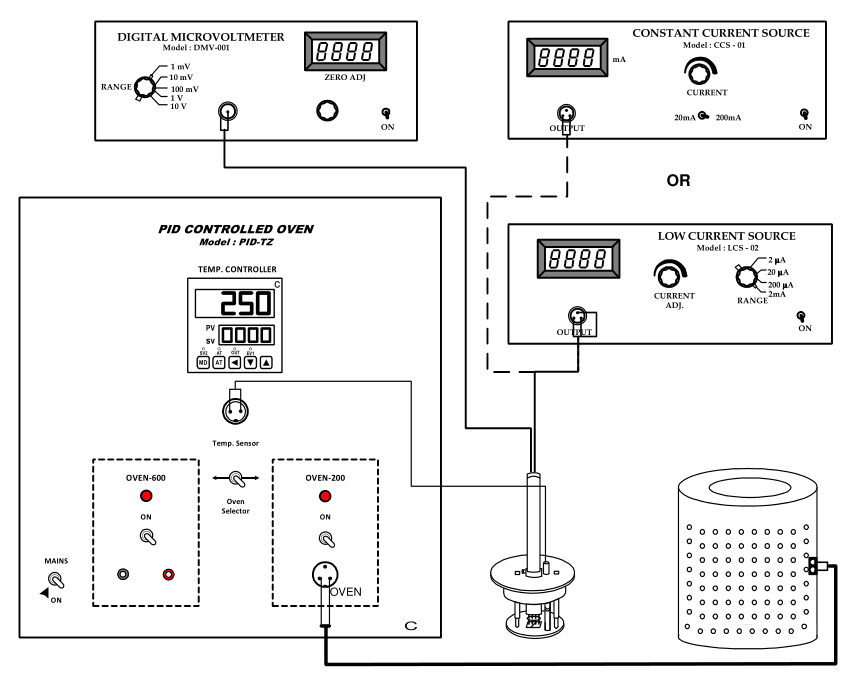 DIGITAL MICROVOLTMETER
Model : DMV-001
8888
ZERO ADJ
RANGE
1 mV
10 mV
100 mV
1 V
10 V
ON
CONSTANT CURRENT SOURCE
Model : CCS - 01
8888
mA
CURRENT
OUTPUT
20mA
200mA
ON
OR
LOW CURRENT SOURCE
Model : LCS - 02
8888
CURRENT
ADJ.
RANGE
2 μA
20 μA
200 μA
2mA
OUTPUT
ON
PID CONTROLLED OVEN
Model : PID-TZ
TEMP. CONTROLLER
C
250
PV
SV
0000
SV2 AT OUT EV1
MD AT
Temp. Sensor
OVEN-600
ON
Oven
Selector
OVEN-200
ON
MAINS
ON
OVEN
C